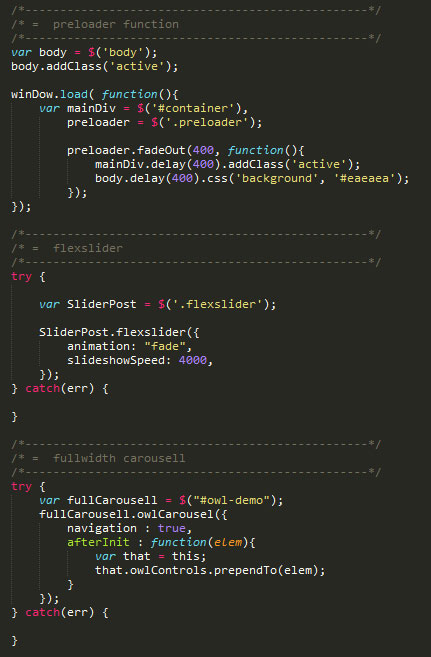 /*-------------------------------------------------*/
/* =  preloader function
/*-------------------------------------------------*/
var body = $('body');
body.addClass('active');
winDow.load( function(){
var mainDiv = $('#container'),
preloader = $('.preloader');
preloader.fadeOut(400, function(){
mainDiv.delay(400).addClass('active');
body.delay(400).css('background', '#eaeaea');
});
});
/*-------------------------------------------------*/
/* =  flexslider
/*-------------------------------------------------*/
try {
var SliderPost = $('.flexslider');
SliderPost.flexslider({
animation: "fade",
slideshowSpeed: 4000,
});
} catch(err) {
}
/*-------------------------------------------------*/
/* =  fullwidth carousell
/*-------------------------------------------------*/
try {
var fullCarousell = $("#owl-demo");
fullCarousell.owlCarousel({
navigation : true,
afterInit : function(elem){
var that = this;
that.owlControls.prependTo(elem);
}
});
} catch(err) {
}